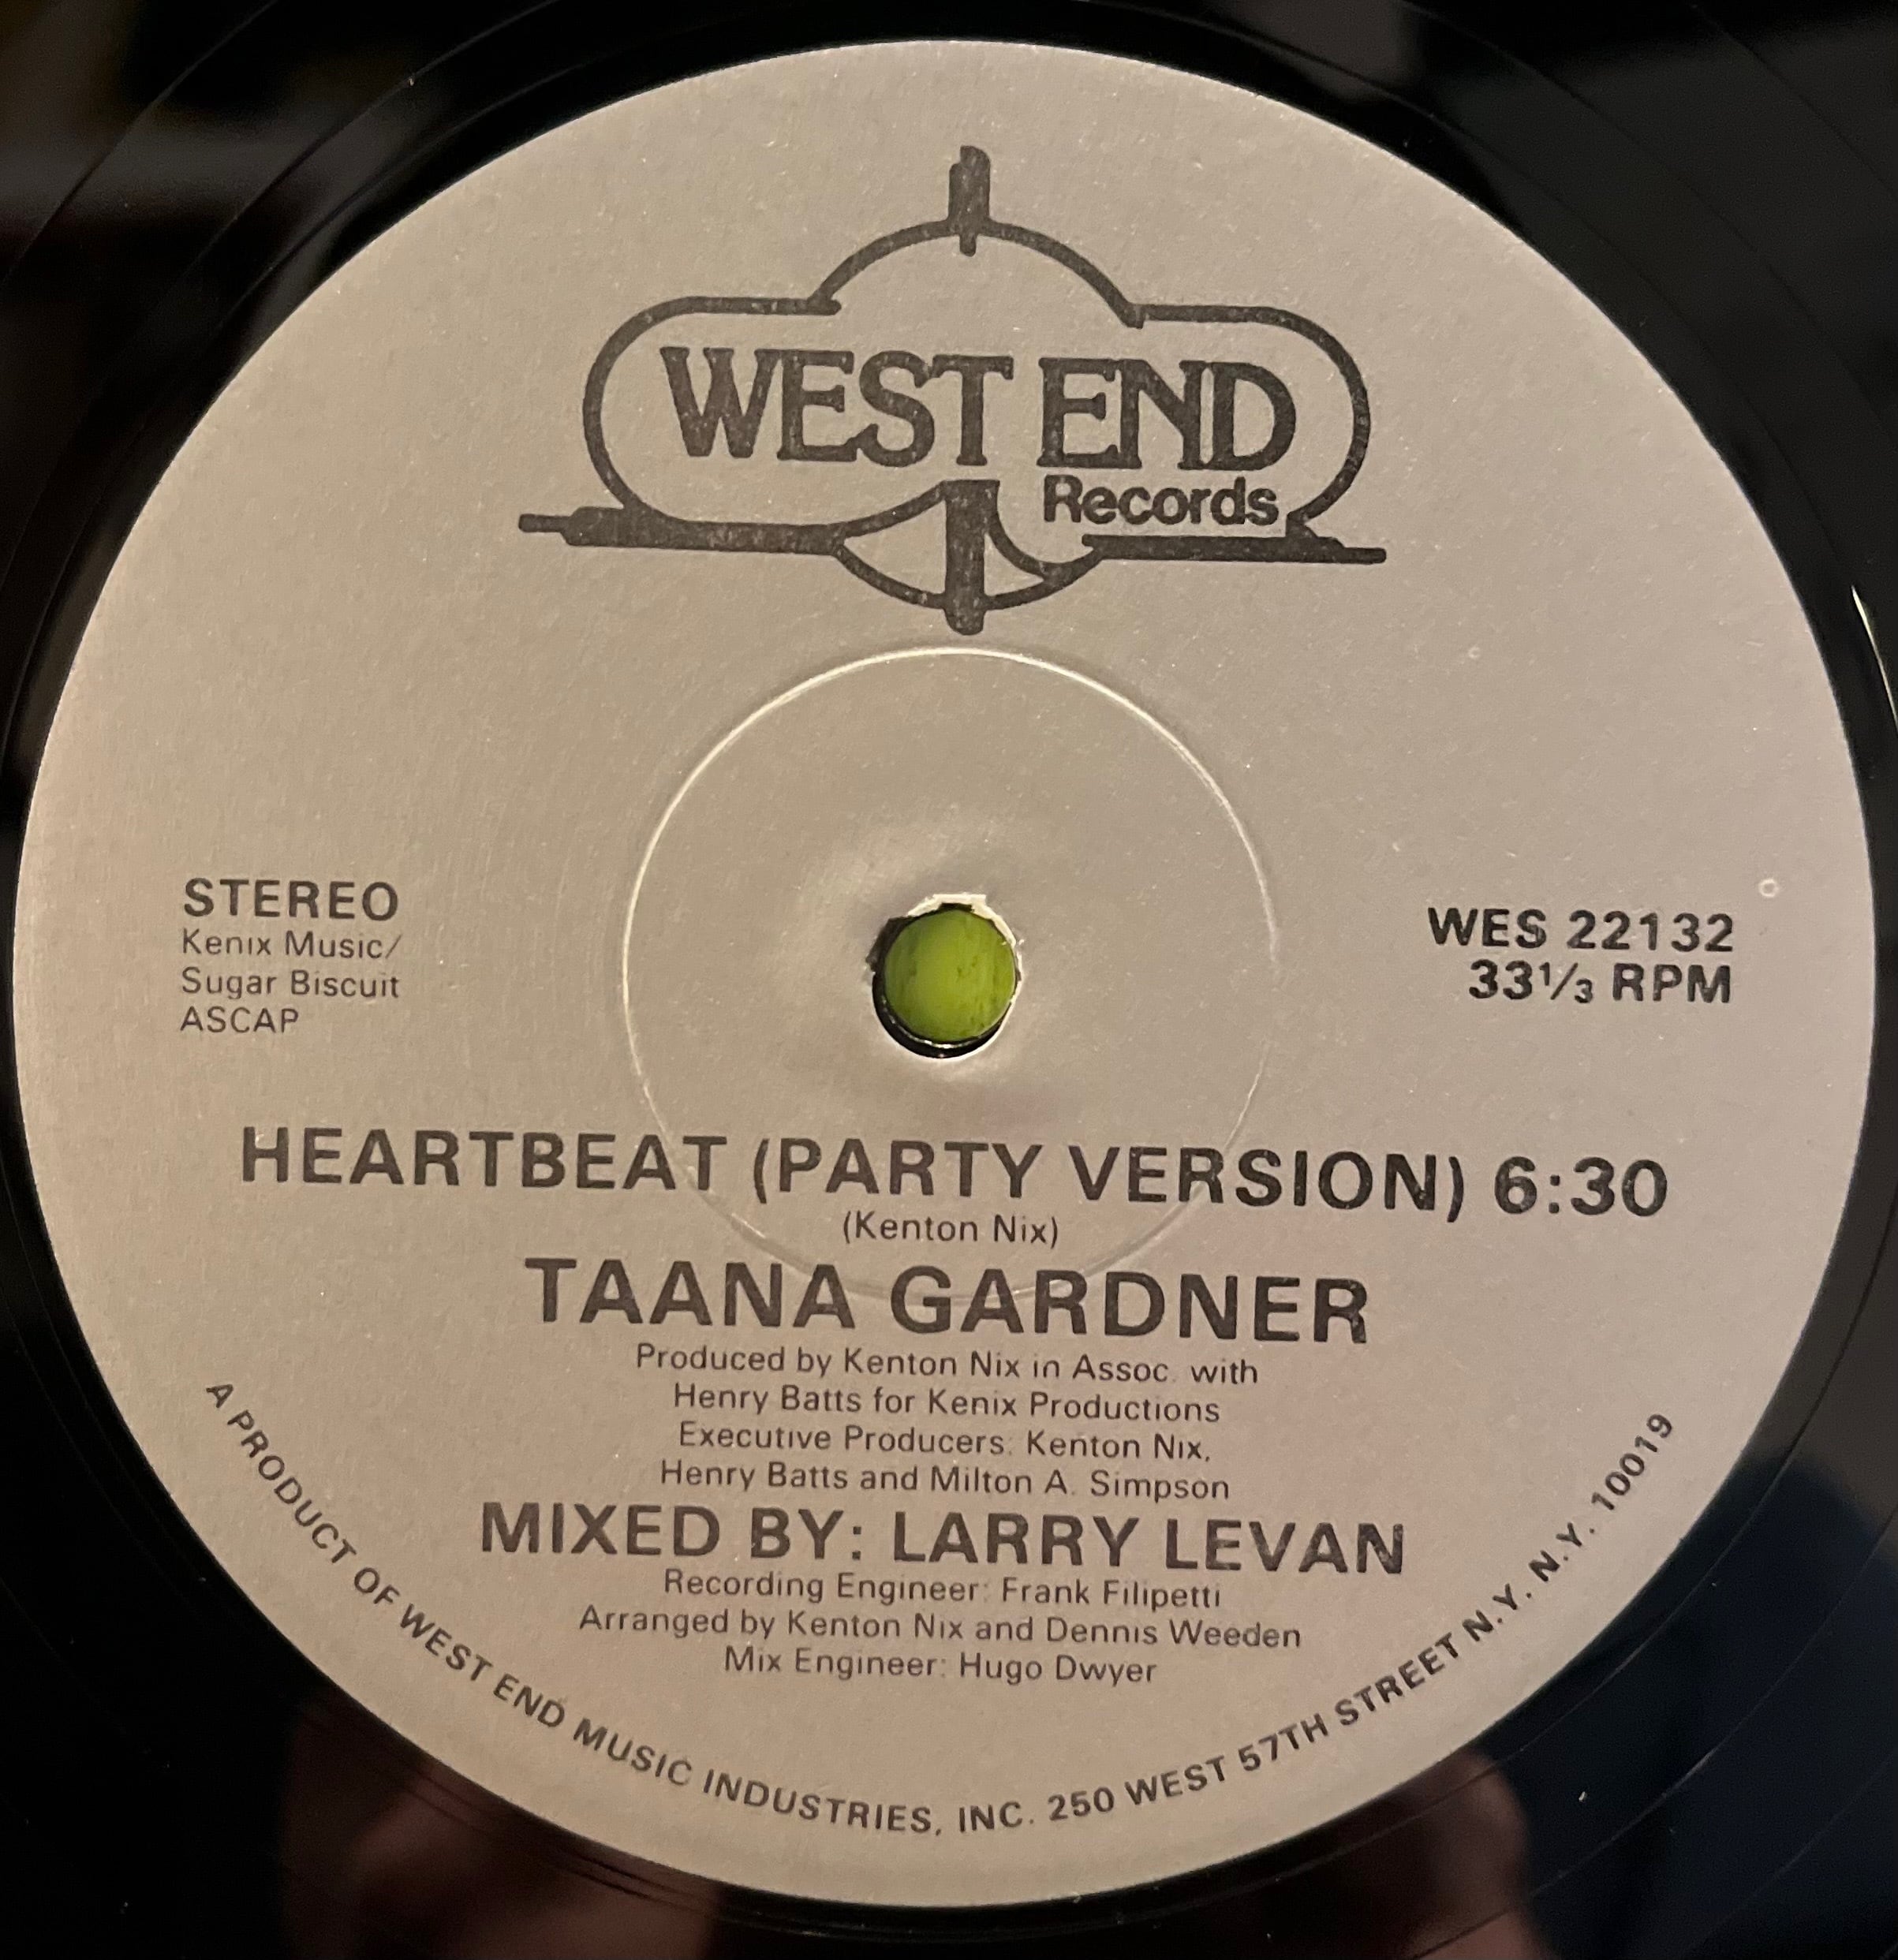 WEST END
Records
STEREO
Kenix Music/
Sugar Biscuit
ASCAP
WES 22132
33⅓ RPM
HEARTBEAT (PARTY VERSION) 6:30
(Kenton Nix)
TAANA GARDNER
Produced by Kenton Nix in Assoc. with
Henry Batts for Kenix Productions
Executive Producers: Kenton Nix,
Henry Batts and Milton A. Simpson
MIXED BY: LARRY LEVAN
Recording Engineer: Frank Filipetti
Arranged by Kenton Nix and Dennis Weeden
Mix Engineer: Hugo Dwyer
A PRODUCT OF WEST END MUSIC INDUSTRIES, INC. 250 WEST 57TH STREET N.Y. N.Y. 10019